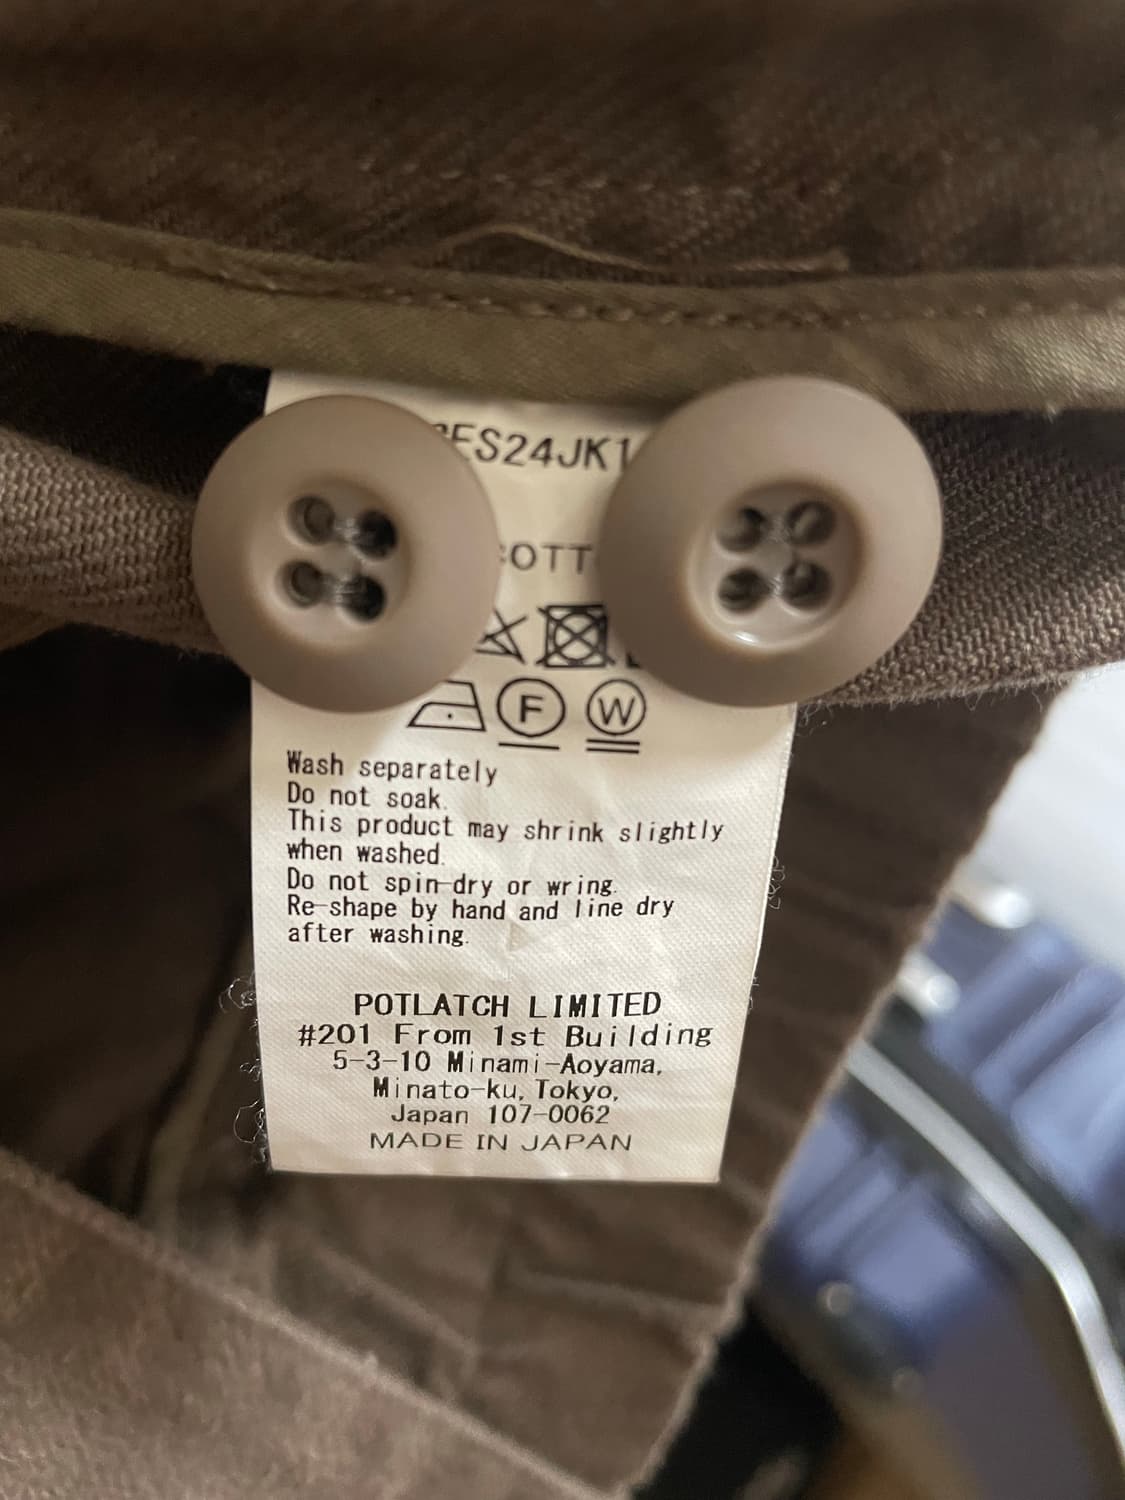 ES24JK1
OTT
F W
Wash separately
Do not soak.
This product may shrink slightly
when washed.
Do not spin-dry or wring.
Re-shape by hand and line dry
after washing.
POTLATCH LIMITED
#201 From 1st Building
5-3-10 Minami-Aoyama,
Minato-ku, Tokyo,
Japan 107-0062
MADE IN JAPAN